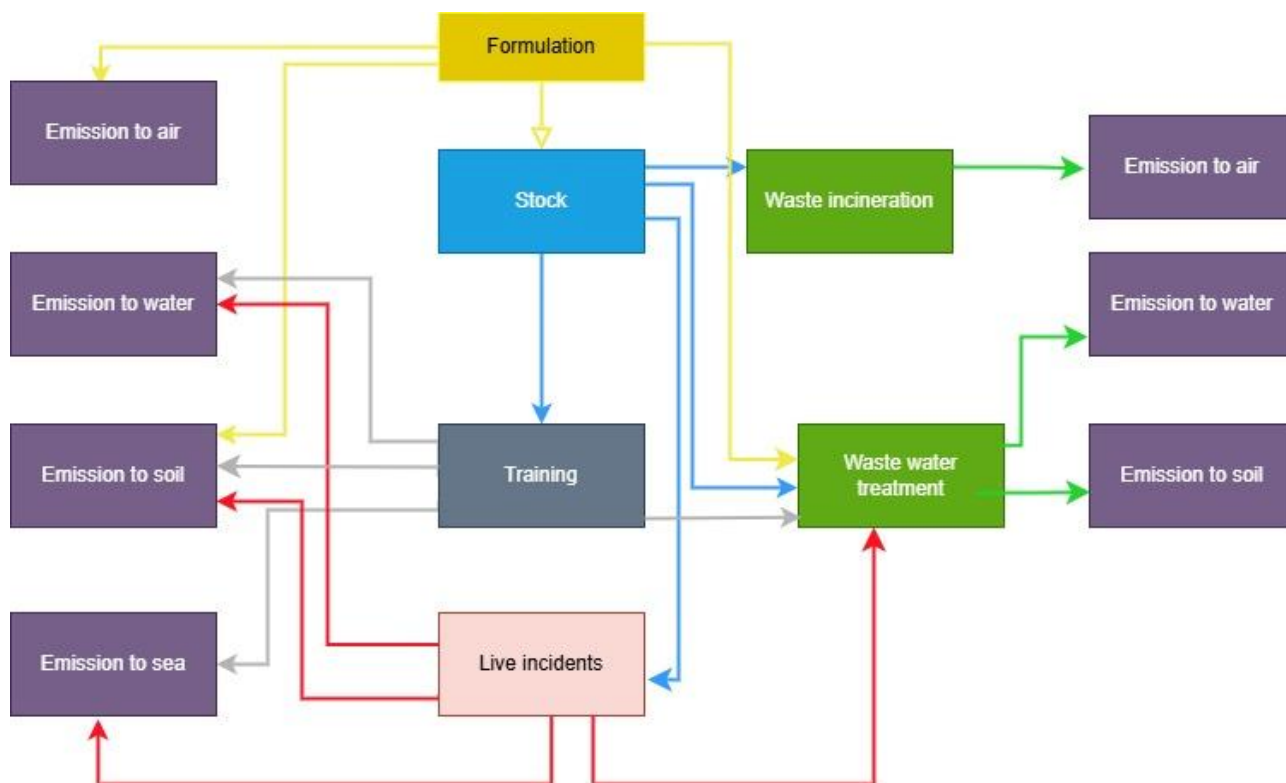 Formulation
Emission to air
Stock
Waste incineration
Emission to air
Emission to water
Emission to water
Emission to soil
Training
Waste water
treatment
Emission to soil
Emission to sea
Live incidents